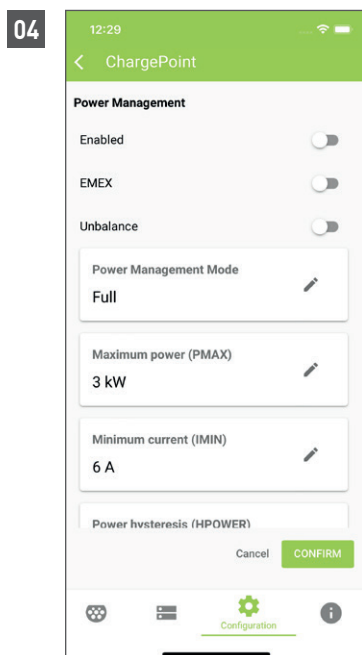 04
12:29
ChargePoint
Power Management
Enabled
EMEX
Unbalance
Power Management Mode
Full
Maximum power (PMAX)
3 kW
Minimum current (IMIN)
6 A
Power hysteresis (HPOWER)
Cancel
CONFIRM
Configuration